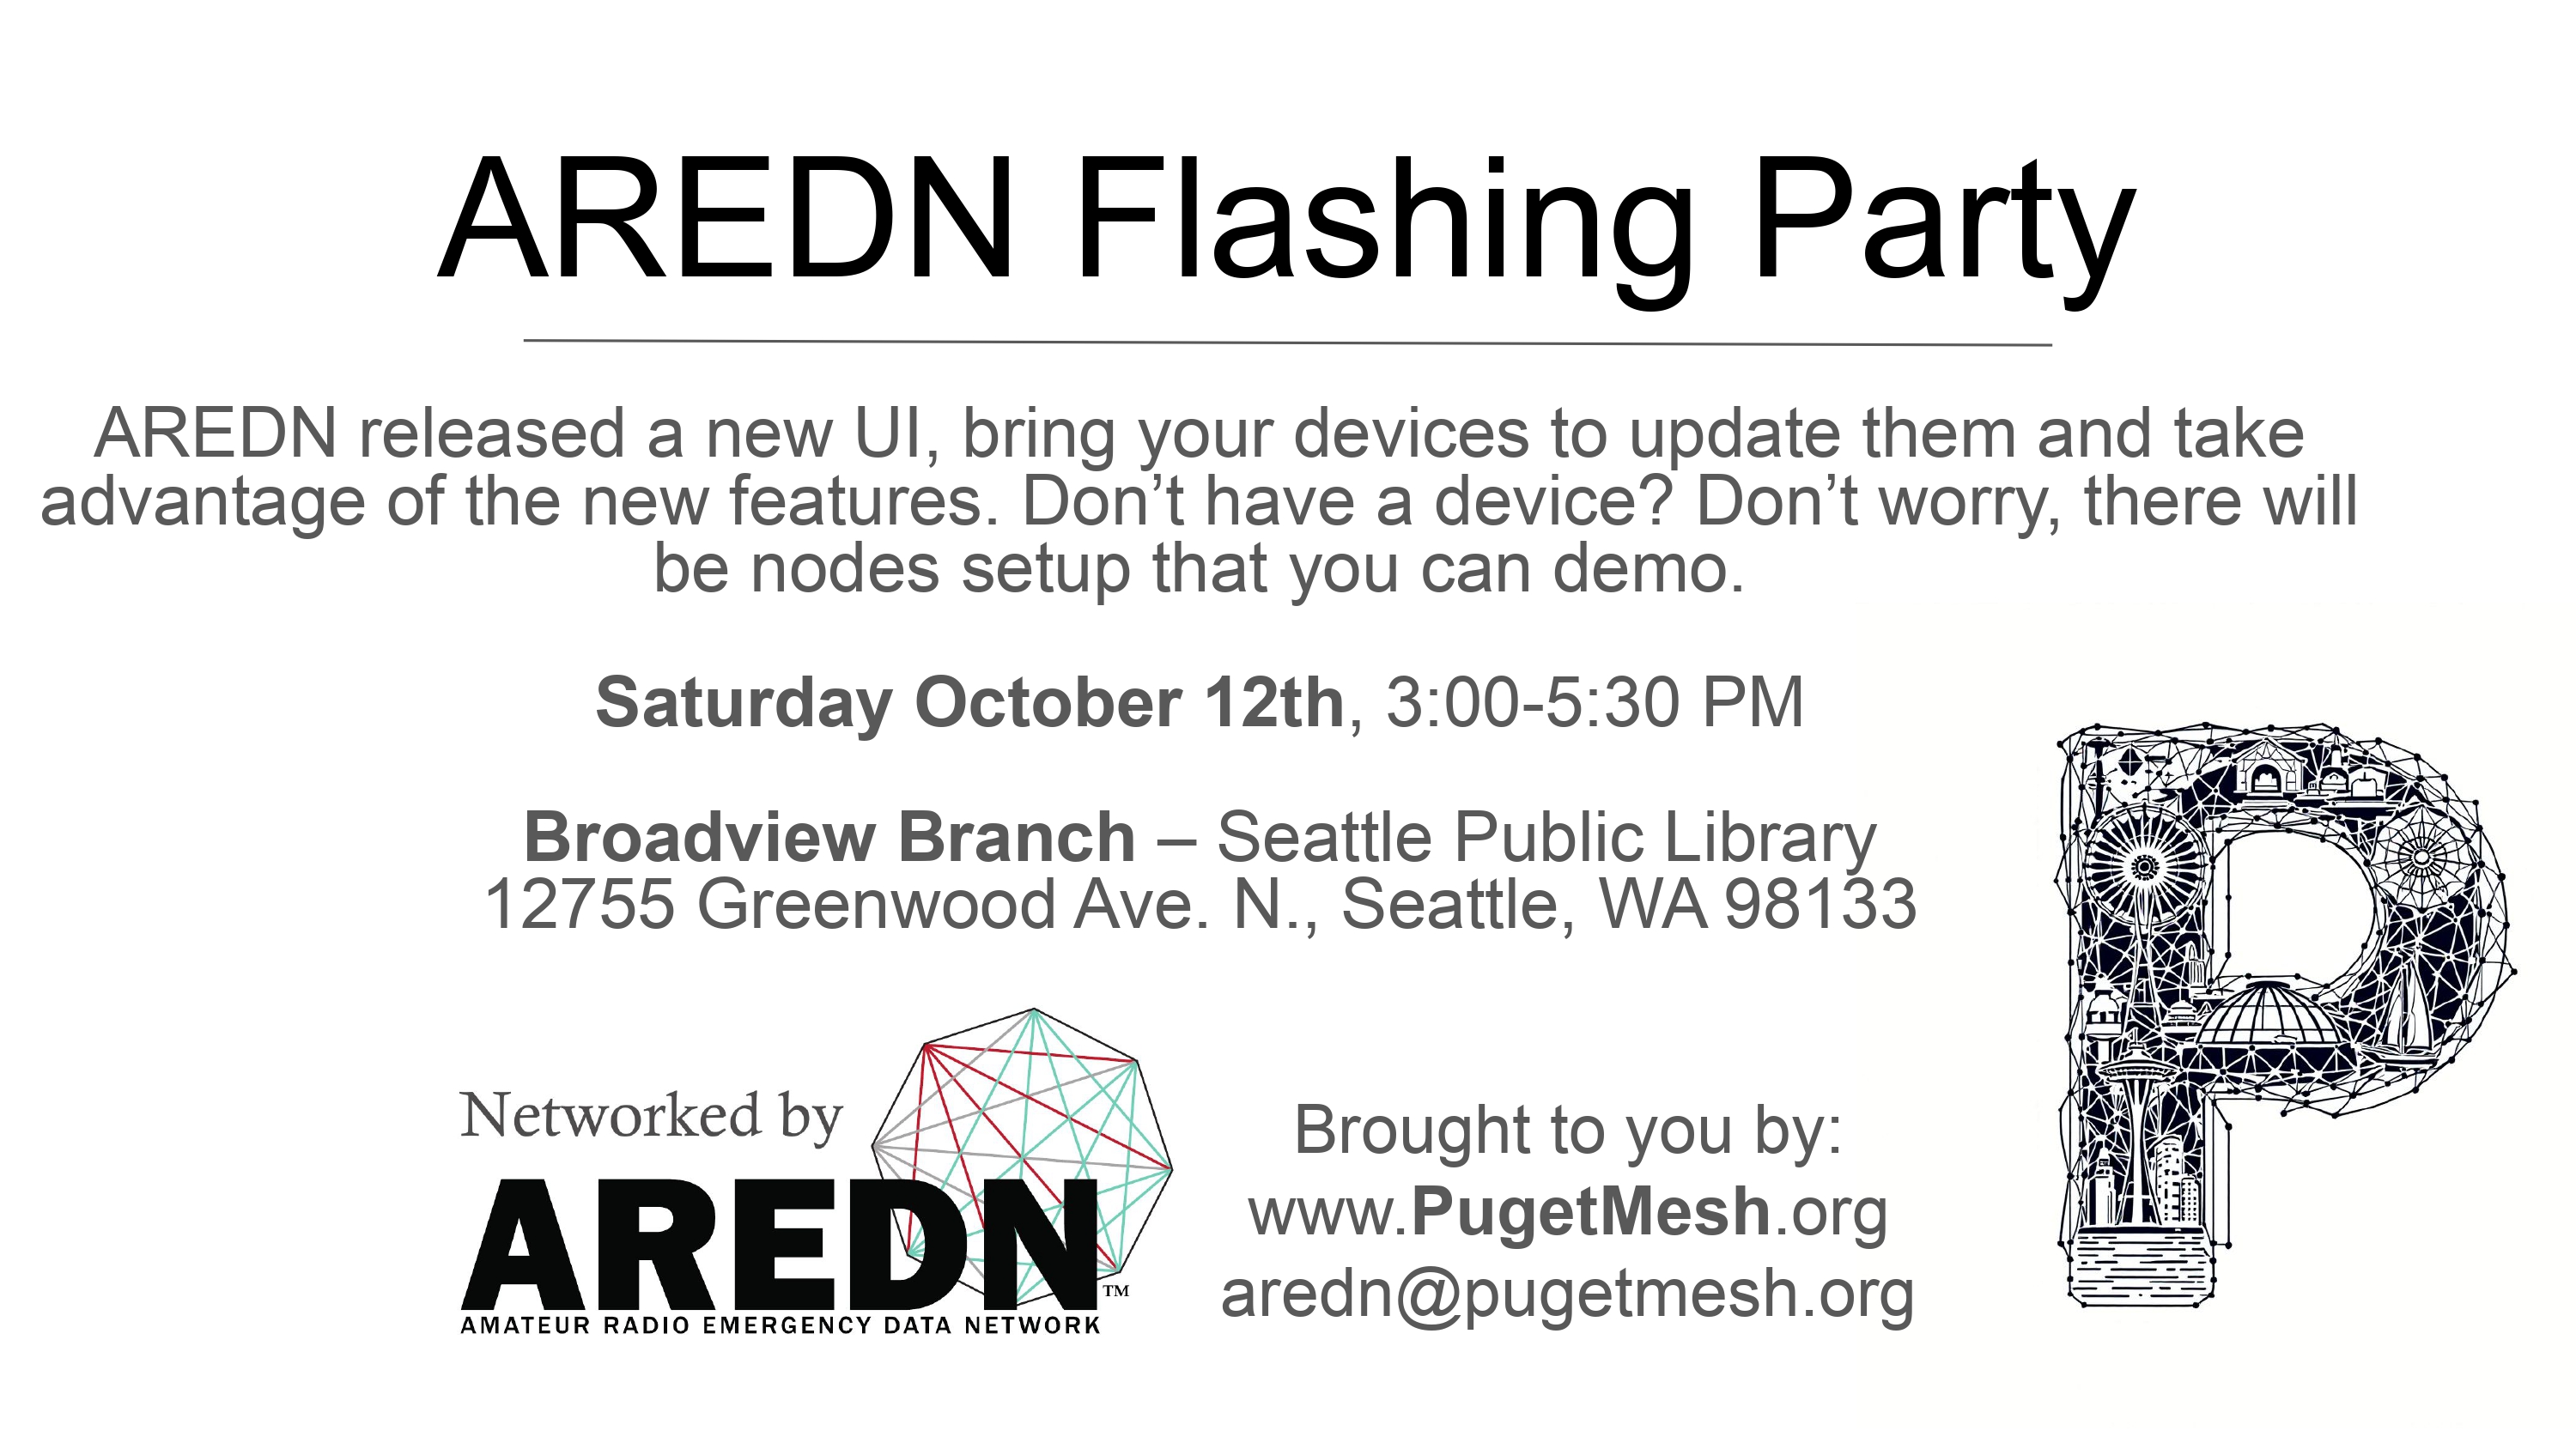 AREDN Flashing Party
AREDN released a new UI, bring your devices to update them and take
advantage of the new features. Don’t have a device? Don’t worry, there will
be nodes setup that you can demo.
Saturday October 12th, 3:00-5:30 PM
Broadview Branch – Seattle Public Library
12755 Greenwood Ave. N., Seattle, WA 98133
Networked by
AREDN™
AMATEUR RADIO EMERGENCY DATA NETWORK
Brought to you by:
www.PugetMesh.org
aredn@pugetmesh.org
P